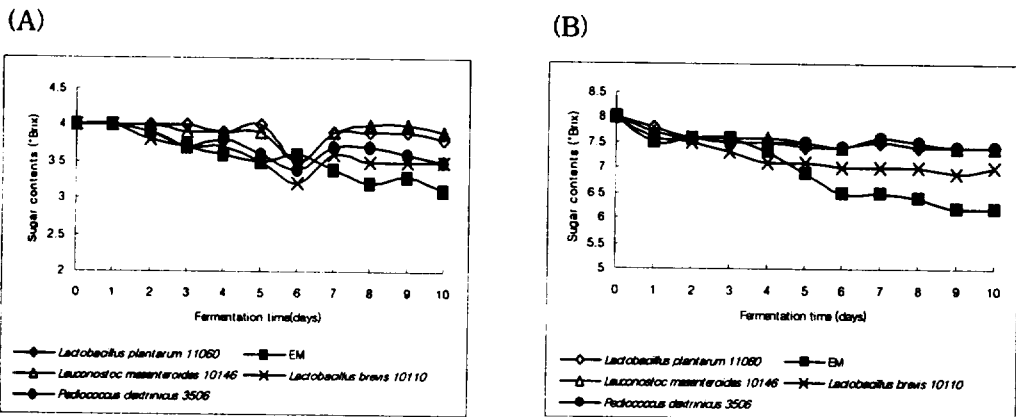 (A)
(B)
4.5
4
3.5
3
2.5
2
Sugar contents (°Brix)
0 1 2 3 4 5 6 7 8 9 10
Fermentation time(days)
Lactobacillus plantarum 11060
EM
Leuconostoc mesenteroides 10146
Lactobacillus brevis 10110
Pediococcus dextrinicus 3506
8.5
8
7.5
7
6.5
6
5.5
5
Sugar contents (°Brix)
0 1 2 3 4 5 6 7 8 9 10
Fermentation time (days)
Lactobacillus plantarum 11060
EM
Leuconostoc mesenteroides 10146
Lactobacillus brevis 10110
Pediococcus dextrinicus 3506